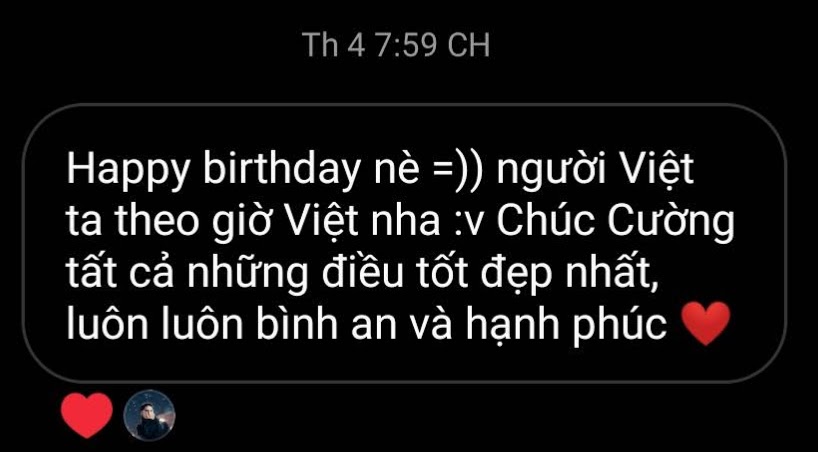 Th 4 7:59 CH
Happy birthday nè =)) người Việt
ta theo giờ Việt nha :v Chúc Cường
tất cả những điều tốt đẹp nhất,
luôn luôn bình an và hạnh phúc ❤️